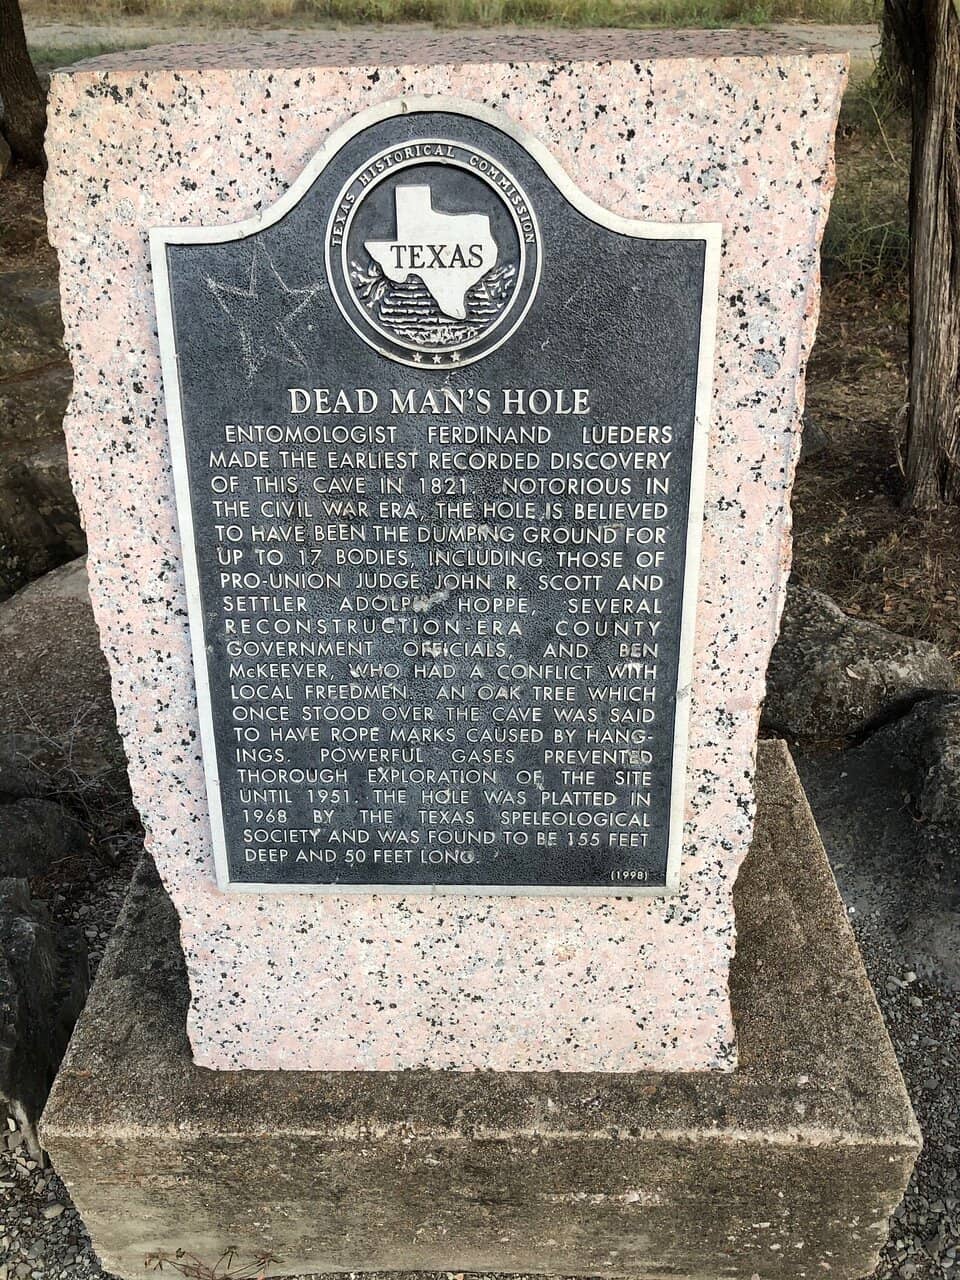 TEXAS HISTORICAL COMMISSION
TEXAS
DEAD MAN'S HOLE
ENTOMOLOGIST FERDINAND LUEDERS
MADE THE EARLIEST RECORDED DISCOVERY
OF THIS CAVE IN 1821. NOTORIOUS IN
THE CIVIL WAR ERA, THE HOLE IS BELIEVED
TO HAVE BEEN THE DUMPING GROUND FOR
UP TO 17 BODIES, INCLUDING THOSE OF
PRO-UNION JUDGE JOHN R. SCOTT AND
SETTLER ADOLPH HOPPE, SEVERAL
RECONSTRUCTION-ERA COUNTY
GOVERNMENT OFFICIALS, AND BEN
McKEEVER, WHO HAD A CONFLICT WITH
LOCAL FREEDMEN. AN OAK TREE WHICH
ONCE STOOD OVER THE CAVE WAS SAID
TO HAVE ROPE MARKS CAUSED BY HANG-
INGS. POWERFUL GASES PREVENTED
THOROUGH EXPLORATION OF THE SITE
UNTIL 1951. THE HOLE WAS PLATTED IN
1968 BY THE TEXAS SPELEOLOGICAL
SOCIETY AND WAS FOUND TO BE 155 FEET
DEEP AND 50 FEET LONG.
(1998)